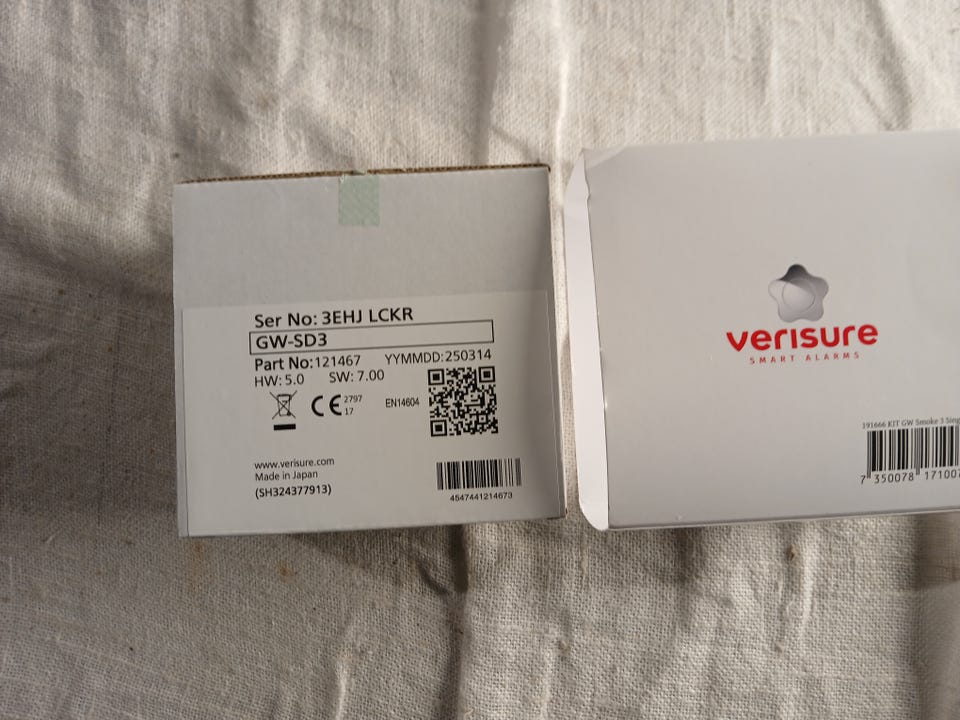 Ser No: 3EHJ LCKR
GW-SD3
Part No:121467 YYMMDD:250314
HW: 5.0 SW: 7.00
CE 2797
17
EN14604
www.verisure.com
Made in Japan
(SH324377913)
4547441214673
verisure
SMART ALARMS
191666 KIT GW Smoke 3 Sing
7 350078 17100